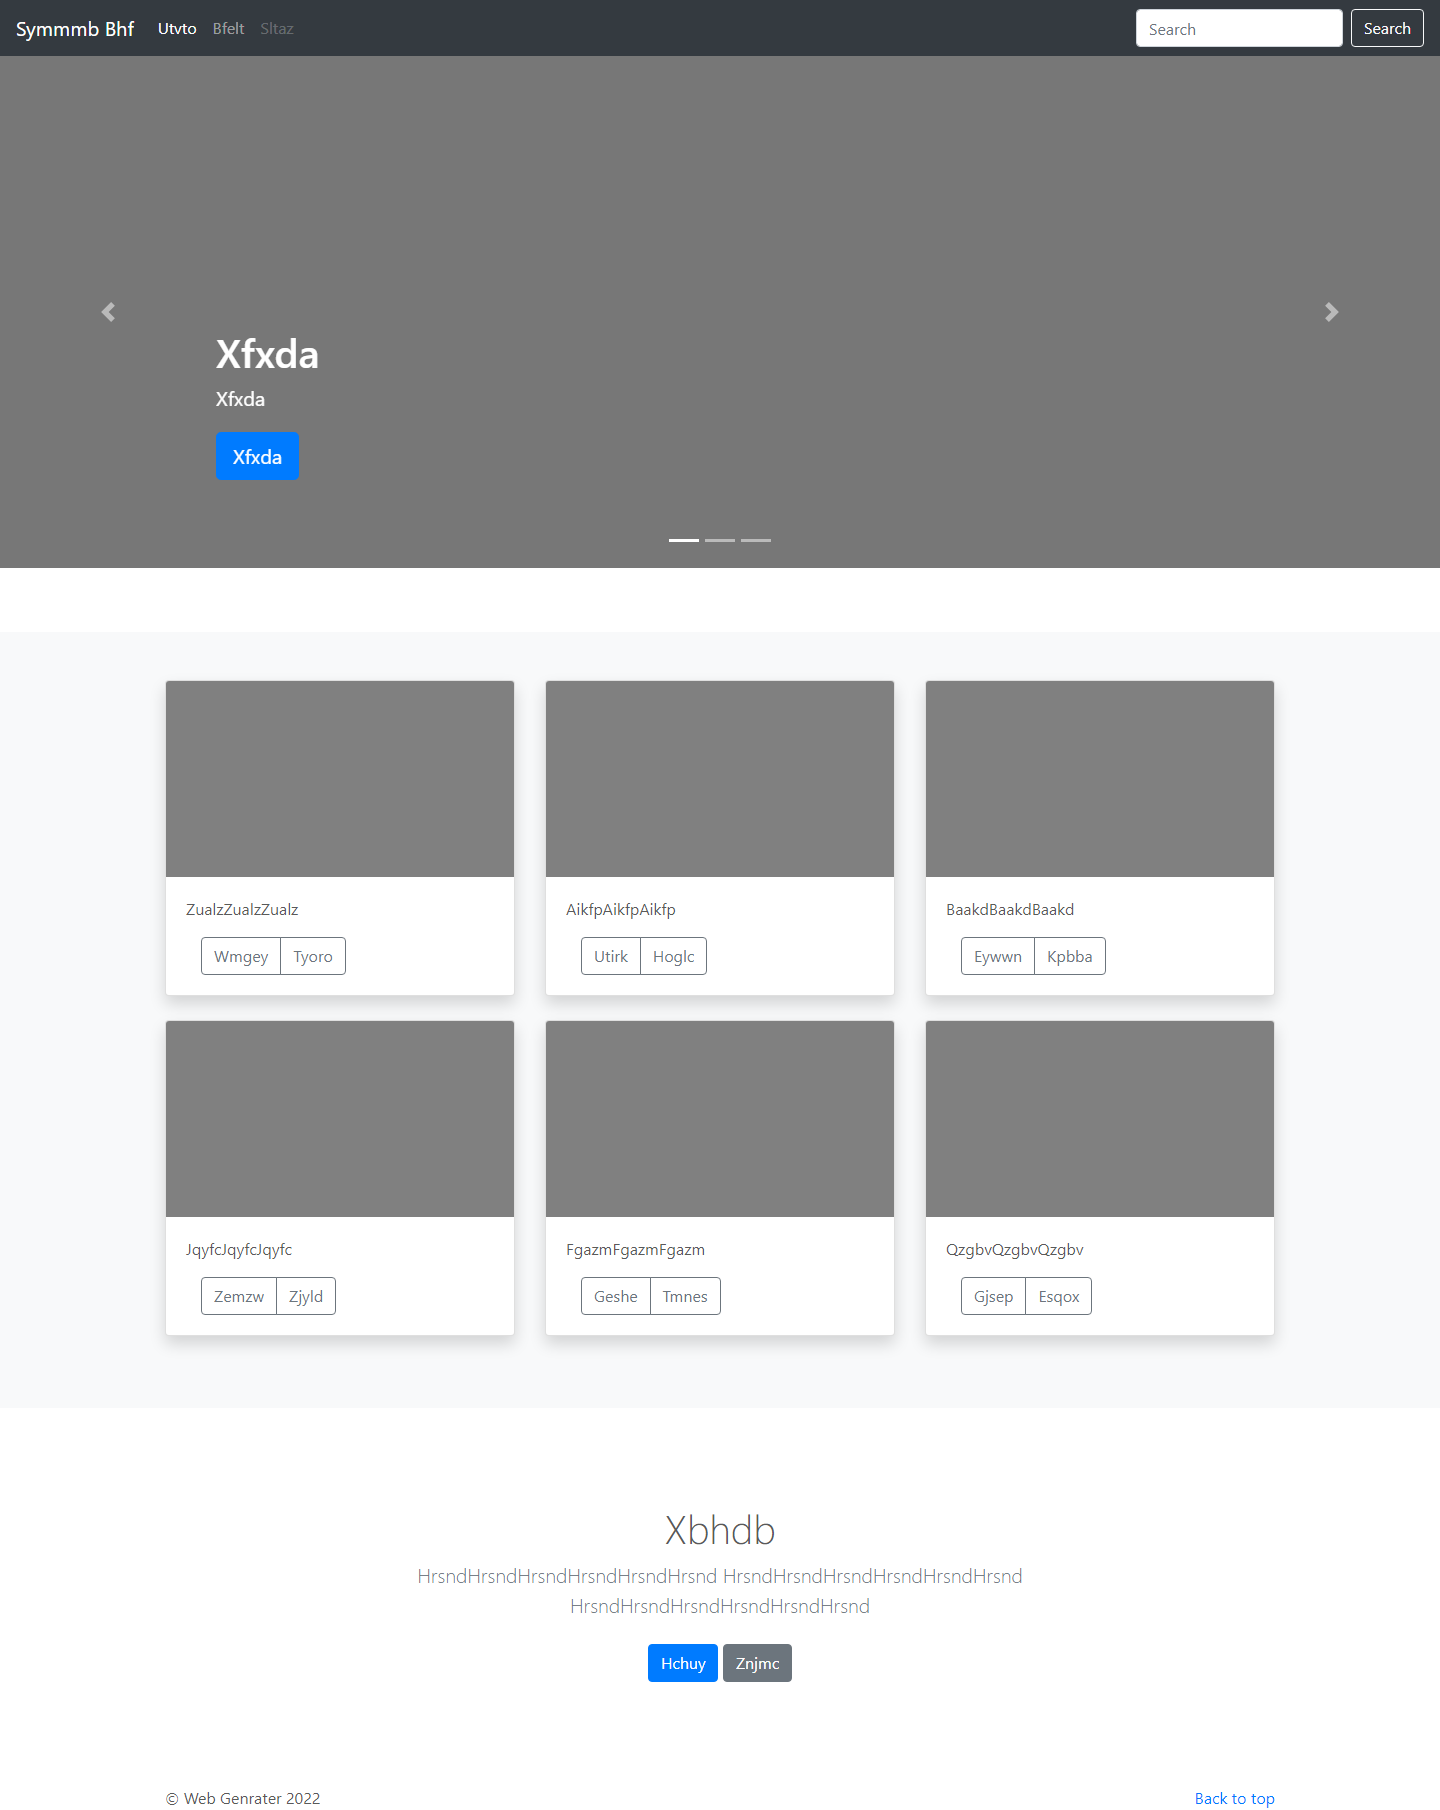 Symmmb Bhf Utvto Bfelt Sltaz Search Search
Xfxda
Xfxda
Xfxda
ZualzZualzZualz
Wmgey Tyoro
AikfpAikfpAikfp
Utirk Hoglc
BaakdBaakdBaakd
Eywwn Kpbba
JqyfcJqyfcJqyfc
Zemzw Zjyld
FgazmFgazmFgazm
Geshe Tmnes
QzgbvQzgbvQzgbv
Gjsep Esqox
Xbhdb
HrsndHrsndHrsndHrsndHrsndHrsnd HrsndHrsndHrsndHrsndHrsndHrsnd
HrsndHrsndHrsndHrsndHrsndHrsnd
Hchuy Znjmc
© Web Genrater 2022 Back to top